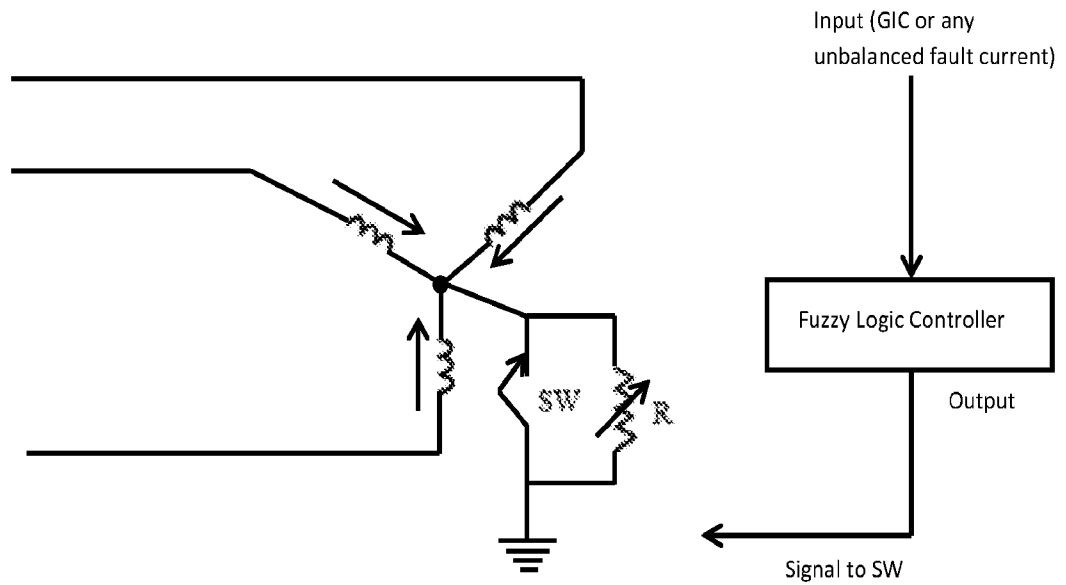 Input (GIC or any
unbalanced fault current)
Fuzzy Logic Controller
SW
R
Output
Signal to SW